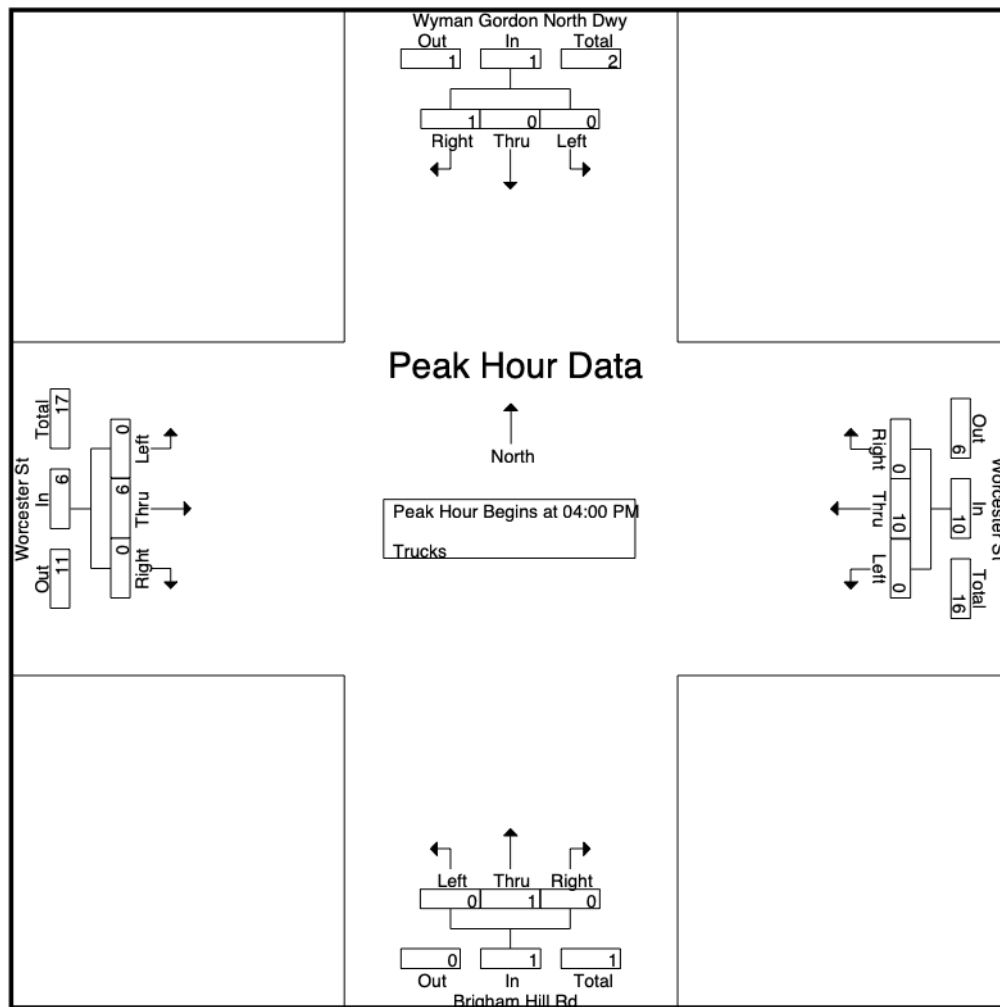 Wyman Gordon North Dwy
Out In Total
1 1 2
1 0 0
Right Thru Left
Peak Hour Data
North
Peak Hour Begins at 04:00 PM
Trucks
Worcester St
Out In Total
11 6 17
Left Thru Right
0 6 0
Worcester St
Out In Total
6 10 16
Right Thru Left
0 10 0
Left Thru Right
0 1 0
0 1 1
Out In Total
Brigham Hill Rd